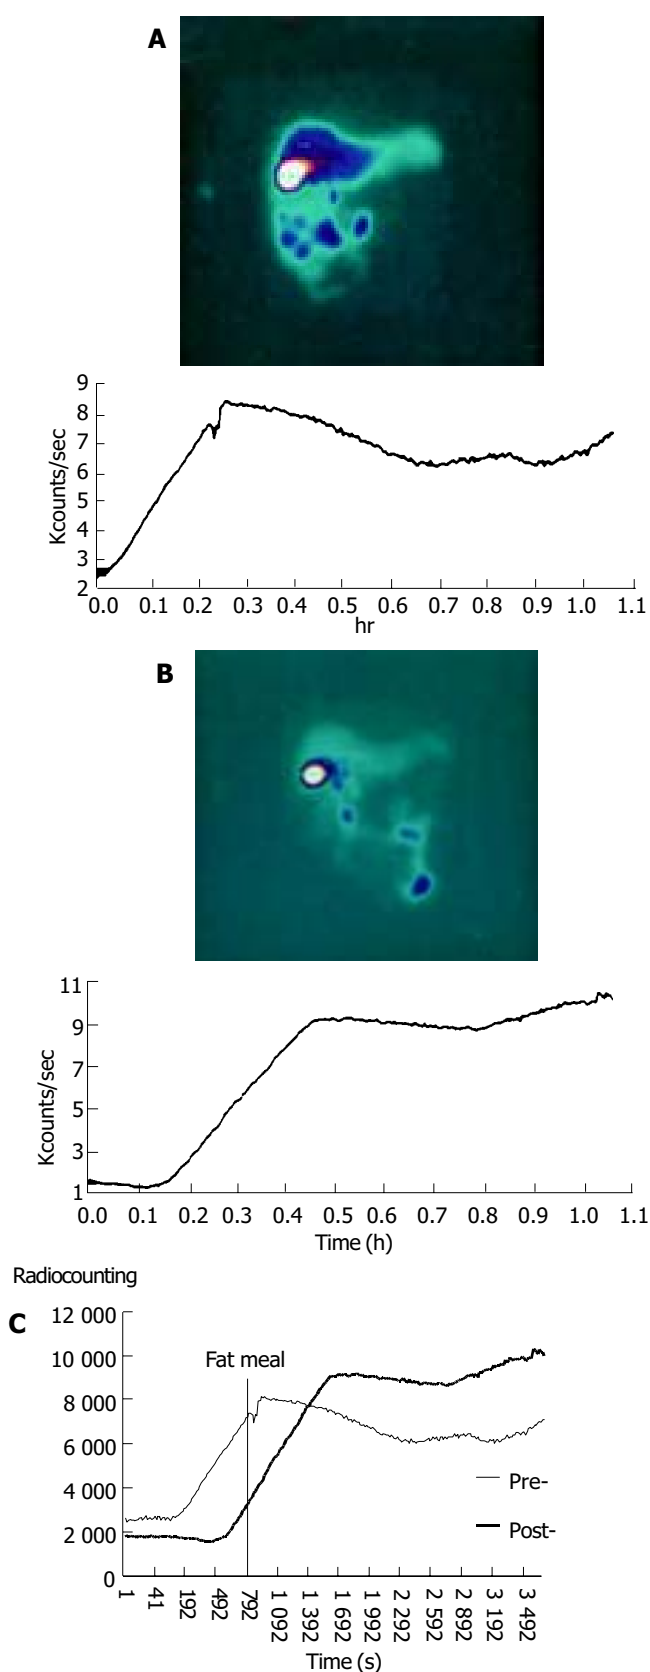 A
9
8
7
6
5
4
3
2
Kcounts/sec
0.0 0.1 0.2 0.3 0.4 0.5 0.6 0.7 0.8 0.9 1.0 1.1
hr
B
11
9
7
5
3
1
Kcounts/sec
0.0 0.1 0.2 0.3 0.4 0.5 0.6 0.7 0.8 0.9 1.0 1.1
Time (h)
Radiocounting
C
12 000
10 000
8 000
6 000
4 000
2 000
0
Fat meal
Pre-
Post-
1 41 192 492 792 1 092 1 392 1 692 1 992 2 292 2 592 2 892 3 192 3 492
Time (s)